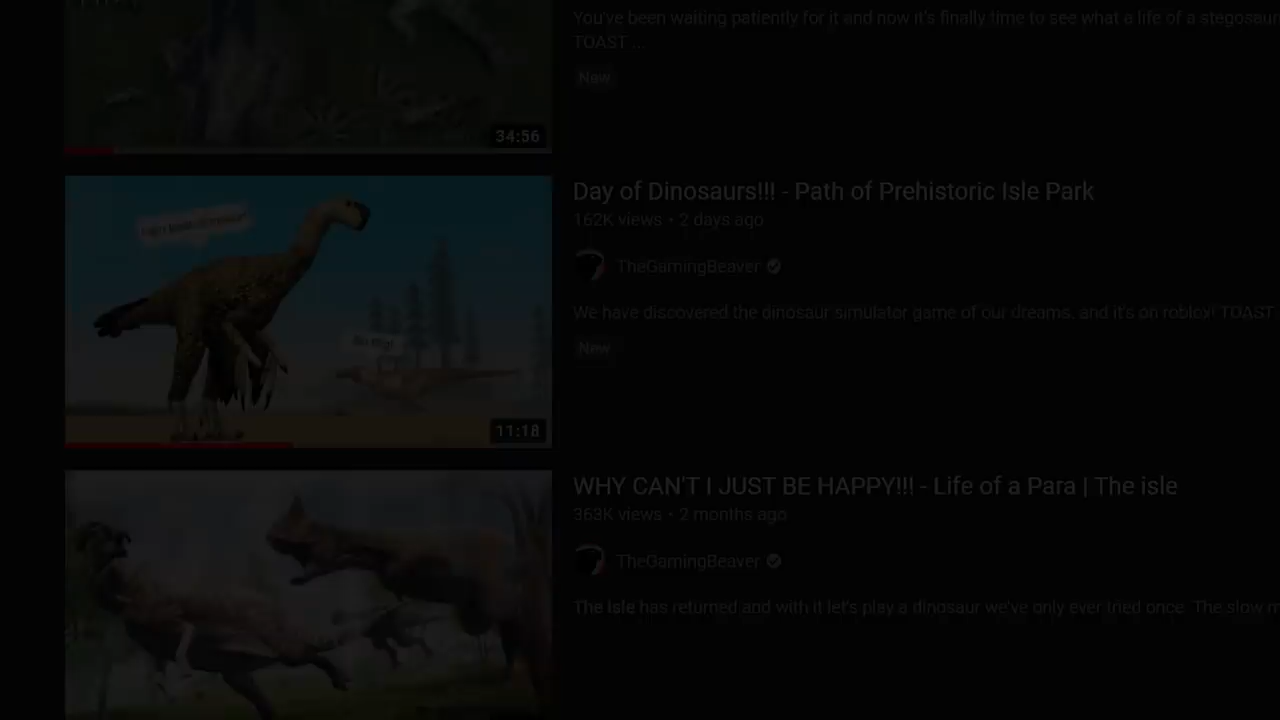 You've been waiting patiently for it and now it's finally time to see what a life of a stegosaur
TOAST ...
New
34:56
Day of Dinosaurs!!! - Path of Prehistoric Isle Park
162K views • 2 days ago
TheGamingBeaver
We have discovered the dinosaur simulator game of our dreams, and it's on roblox! TOAST
New
11:18
WHY CAN'T I JUST BE HAPPY!!! - Life of a Para | The isle
363K views • 2 months ago
TheGamingBeaver
The Isle has returned and with it let's play a dinosaur we've only ever tried once. The slow